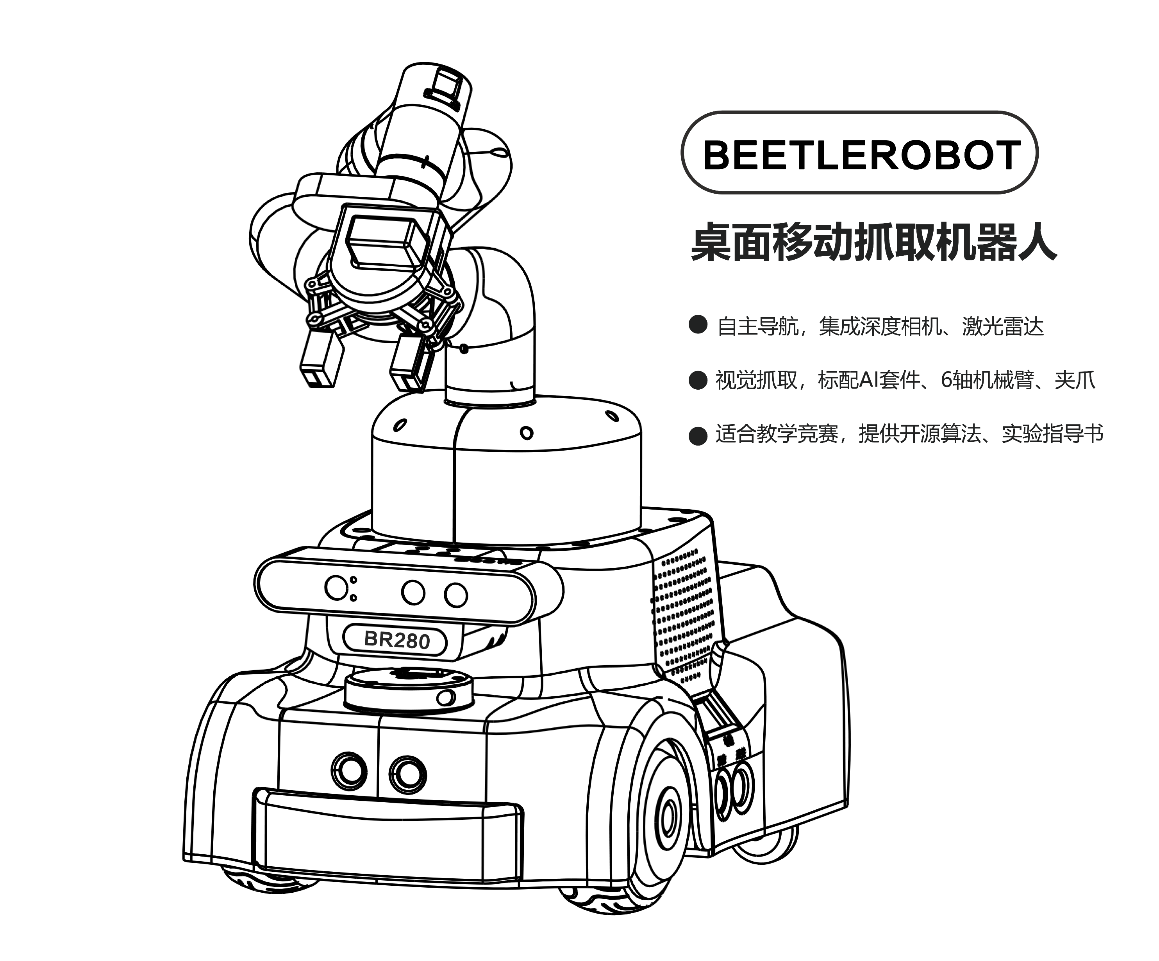 BEETLEROBOT
桌面移动抓取机器人
自主导航，集成深度相机、激光雷达
视觉抓取，标配AI套件、6轴机械臂、夹爪
适合教学竞赛，提供开源算法、实验指导书
BR280